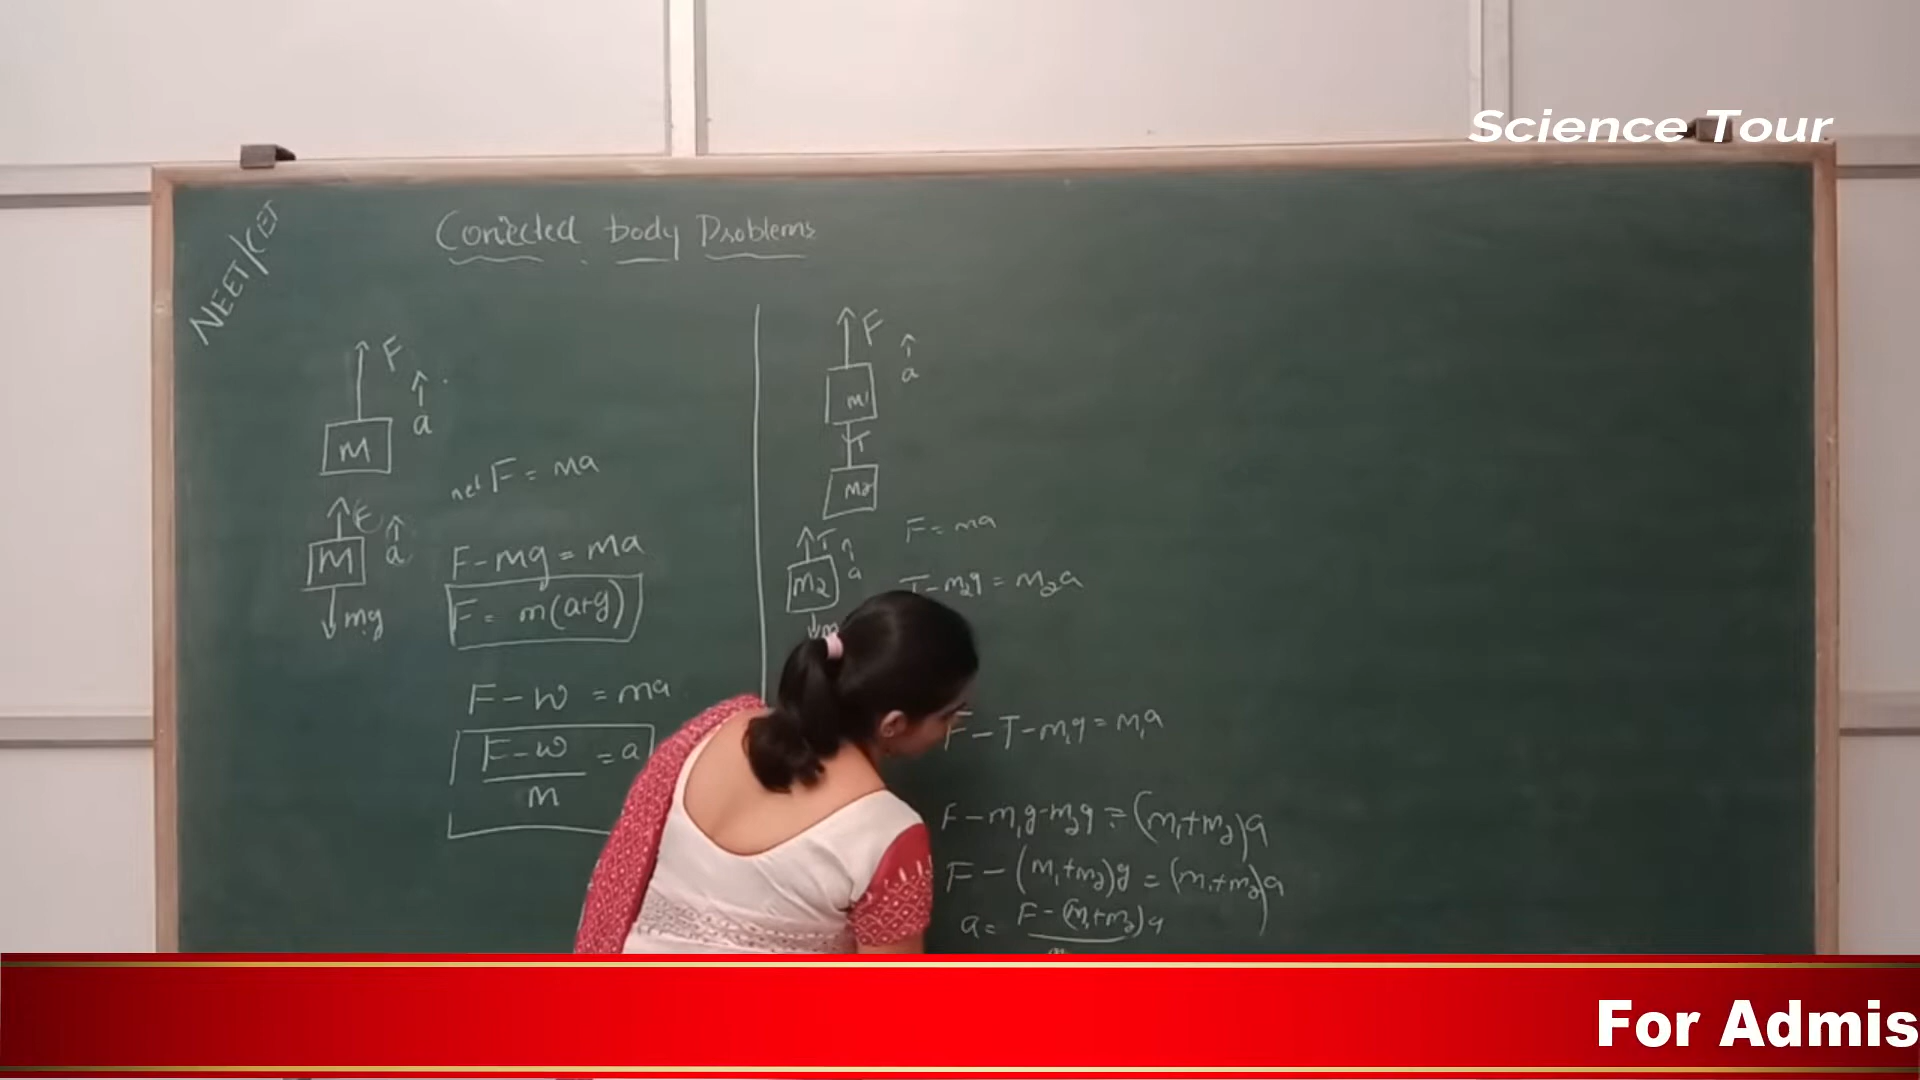 Science Tour
NEET/CET
Connected body Problems
F
a
M
net F = ma
F
M
a
mg
F - mg = ma
F = m(a+g)
F - W = ma
F - W = a
M
F
a
m1
T
m2
T
a
m2
F = ma
T - m2g = m2a
F - T - m1g = m1a
F - m1g - m2g = (m1+m2)a
F - (m1+m2)g = (m1+m2)a
a = F - (m1+m2)g
For Admis